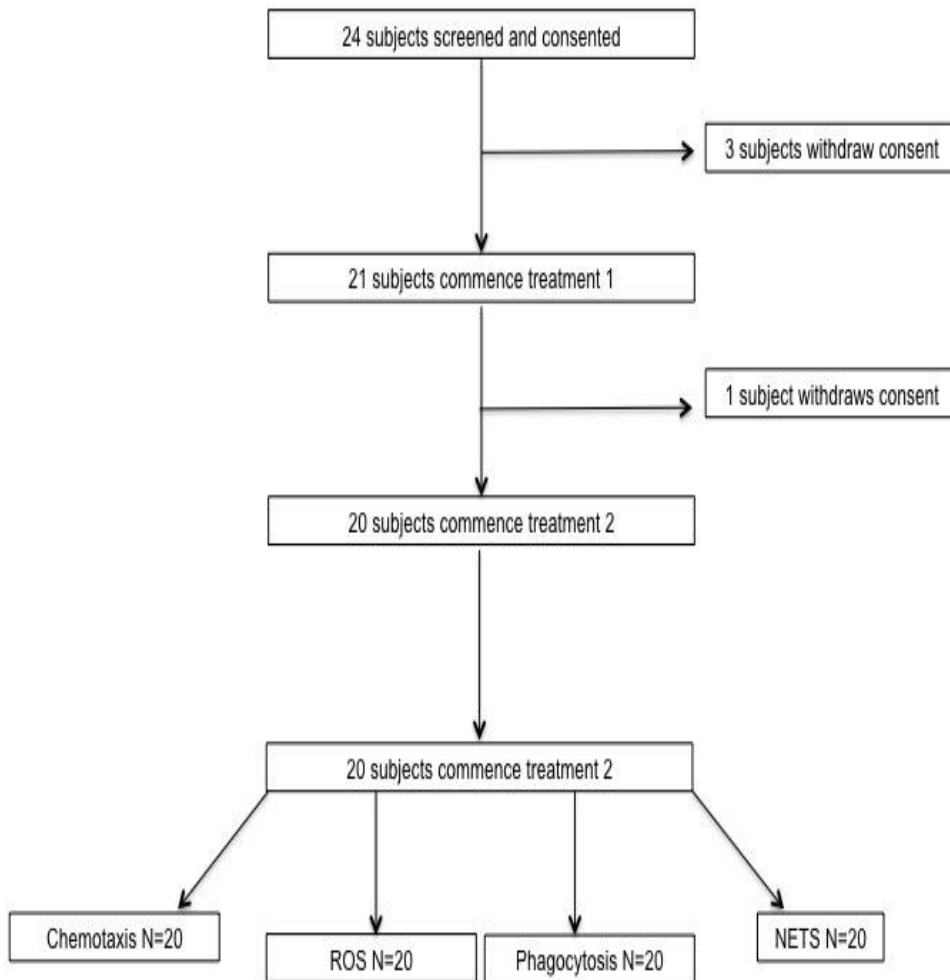 24 subjects screened and consented
3 subjects withdraw consent
21 subjects commence treatment 1
1 subject withdraws consent
20 subjects commence treatment 2
20 subjects commence treatment 2
Chemotaxis N=20
ROS N=20
Phagocytosis N=20
NETS N=20